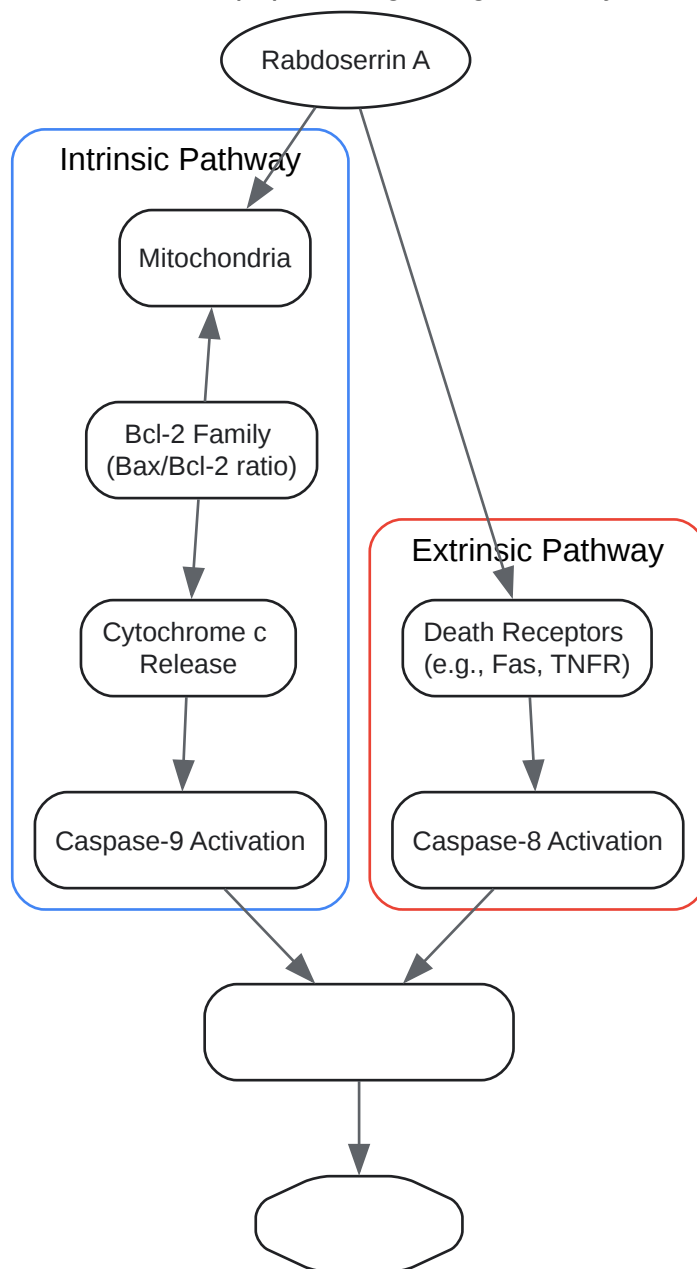 Rabdoserrin A
Intrinsic Pathway
Mitochondria
Bcl-2 Family
(Bax/Bcl-2 ratio)
Extrinsic Pathway
Cytochrome c
Release
Death Receptors
(e.g., Fas, TNFR)
Caspase-9 Activation
Caspase-8 Activation